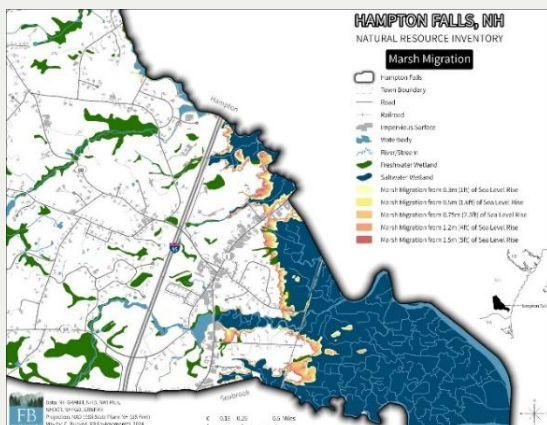 HAMPTON FALLS, NH
NATURAL RESOURCE INVENTORY
Marsh Migration
Hampton Falls
Town Boundary
Road
Railroad
Impervious Surface
Waterbody
River/Stream
Freshwater Wetland
Saltwater Wetland
Marsh Migration from 0.3m (1ft) of Sea Level Rise
Marsh Migration from 0.5m (1.6ft) of Sea Level Rise
Marsh Migration from 0.75m (2.5ft) of Sea Level Rise
Marsh Migration from 1.2m (4ft) of Sea Level Rise
Marsh Migration from 1.5m (5ft) of Sea Level Rise
Hampton
95
Seabrook
FB
0.5 Miles